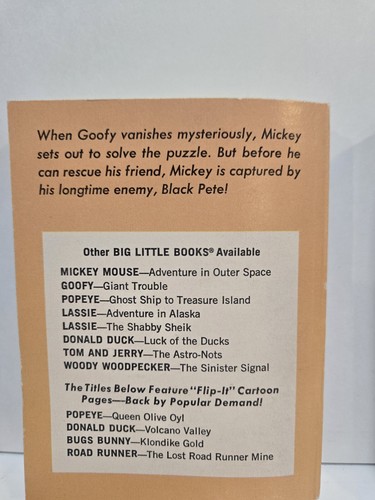 When Goofy vanishes mysteriously, Mickey
sets out to solve the puzzle. But before he
can rescue his friend, Mickey is captured by
his longtime enemy, Black Pete!
Other BIG LITTLE BOOKS® Available
MICKEY MOUSE—Adventure in Outer Space
GOOFY—Giant Trouble
POPEYE—Ghost Ship to Treasure Island
LASSIE—Adventure in Alaska
LASSIE—The Shabby Sheik
DONALD DUCK—Luck of the Ducks
TOM AND JERRY—The Astro-Nots
WOODY WOODPECKER—The Sinister Signal
The Titles Below Feature "Flip-It" Cartoon
Pages—Back by Popular Demand!
POPEYE—Queen Olive Oyl
DONALD DUCK—Volcano Valley
BUGS BUNNY—Klondike Gold
ROAD RUNNER—The Lost Road Runner Mine